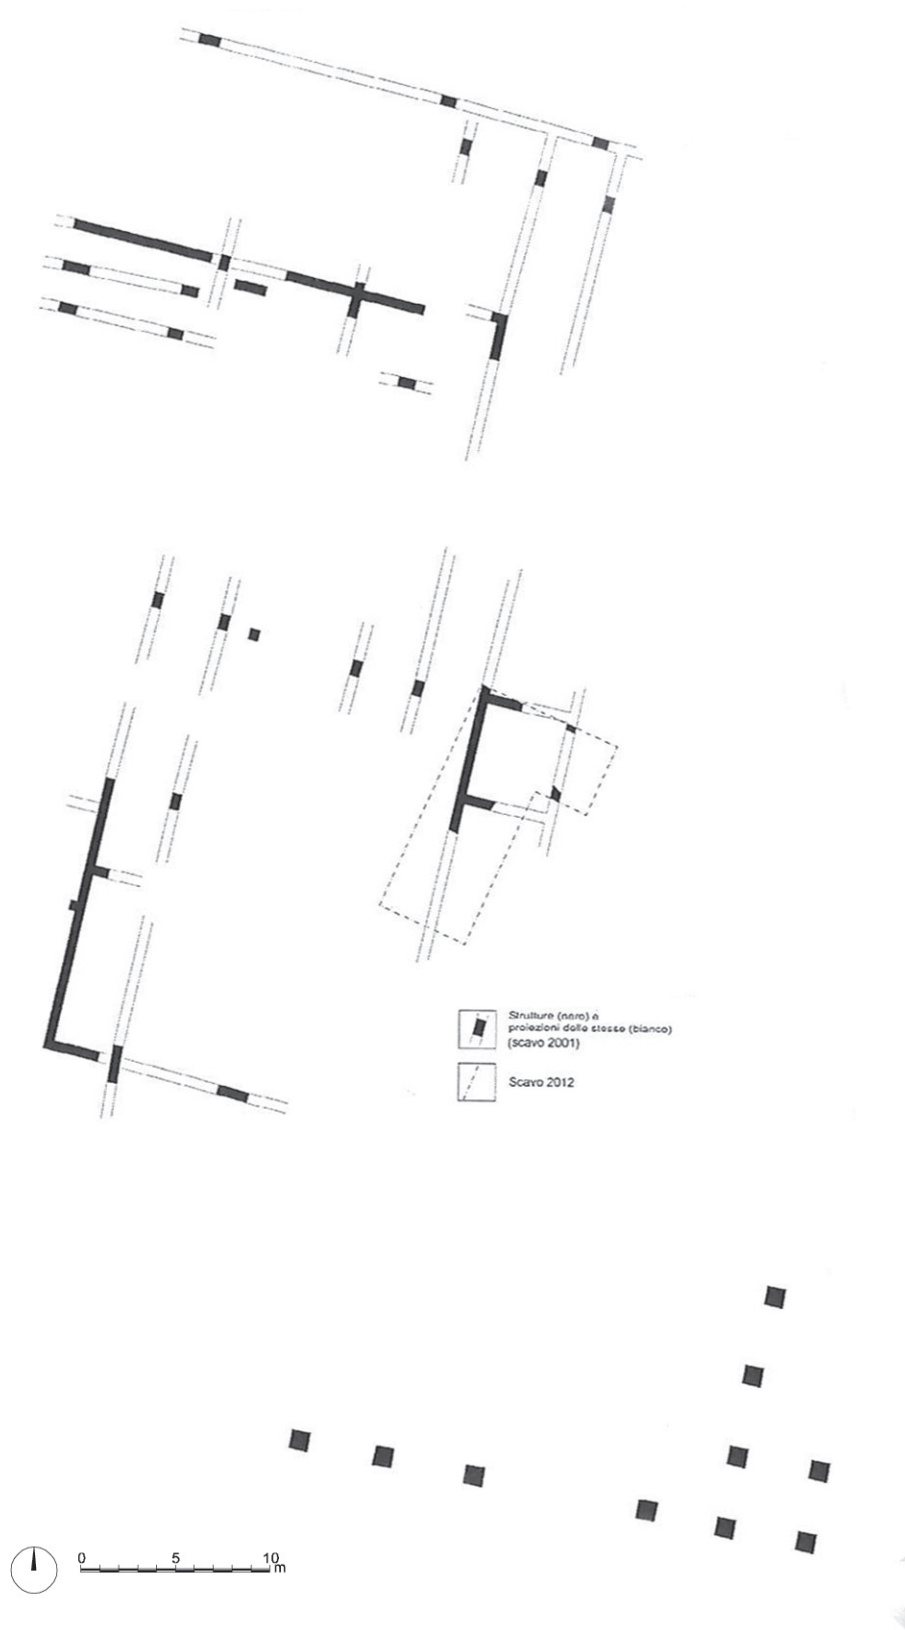 Strutture (nero) e
proiezioni delle stesse (bianco)
(scavo 2001)
Scavo 2012
0 5 10
m